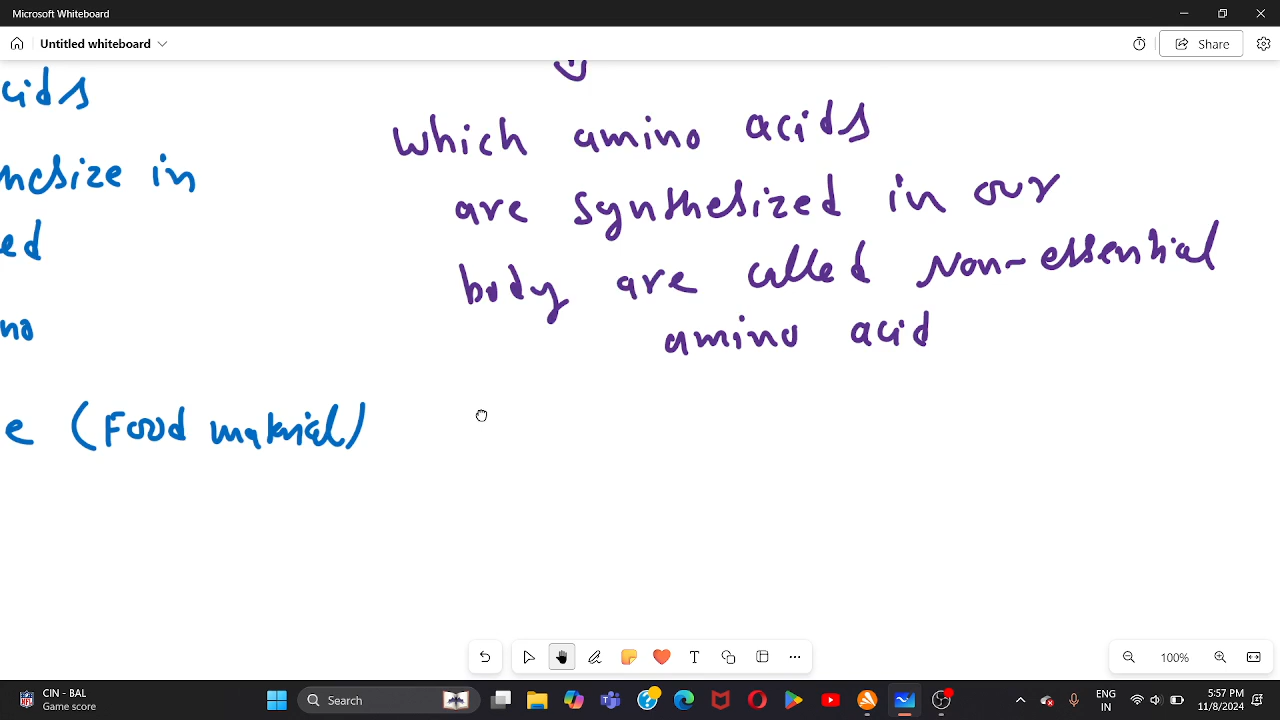 Microsoft Whiteboard
Untitled whiteboard
Share
cids
which amino acids
nesize in
are synthesized in our
ed
body are called Non-essential
no
amino acid
e (Food material)
100%
CIN - BAL
Game score
Search
ENG
IN
5:57 PM
11/8/2024